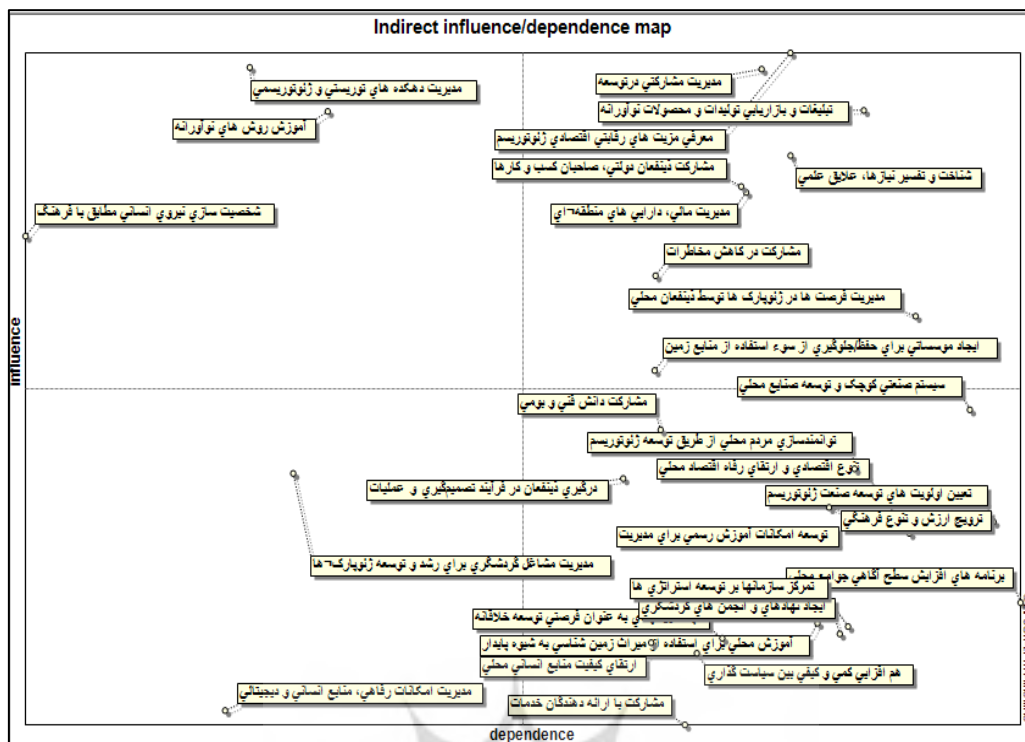 Indirect influence/dependence map
مديريت مشاركتي درتوسعه
مديريت دهكده هاي توريستي و ژئوتوريسمي
تبليغات و بازاريابي توليدات و محصولات نوآورانه
آموزش روش هاي نوآورانه
معرفي مزيت هاي رقابتي اقتصادي ژئوتوريسم
مشاركت ذينفعان دولتي، صاحبان كسب و كارها
شناخت و تفسير نيازها، علايق علمي
شخصيت سازي نيروي انساني مطابق با فرهنگ
مديريت مالي، دارايي هاي منطقه¬اي
مشاركت در كاهش مخاطرات
مديريت فرصت ها در ژئوپارک ها توسط ذينفعان محلي
ايجاد موسساتي براي حفظ/جلوگيري از سوء استفاده از منابع زمين
influence
سيستم صنعتي كوچک و توسعه صنايع محلي
مشاركت دانش فني و بومي
توانمندسازي مردم محلي از طريق توسعه ژئوتوريسم
تنوع اقتصادي و ارتقاي رفاه اقتصاد محلي
درگيري ذينفعان در فرآيند تصميم‌گيري و عمليات
تعيين اولويت هاي توسعه صنعت ژئوتوريسم
ترويج ارزش و تنوع فرهنگي
توسعه امكانات آموزش رسمي براي مديريت
مديريت مشاغل گردشگري براي رشد و توسعه ژئوپارک¬ها
برنامه هاي افزايش سطح آگاهي جوامع محلي
تمركز سازمانها بر توسعه استراتژي ها
ايجاد نهادهاي و انجمن هاي گردشگري
به عنوان فرصتي توسعه خلاقانه
آموزش محلي براي استفاده از ميراث زمين شناسي به شيوه پايدار
ارتقاي كيفيت منابع انساني محلي
هم افزايي كمي و كيفي بين سياست گذاري
مديريت امكانات رفاهي، منابع انساني و ديجيتالي
مشاركت با ارائه دهندگان خدمات
dependence